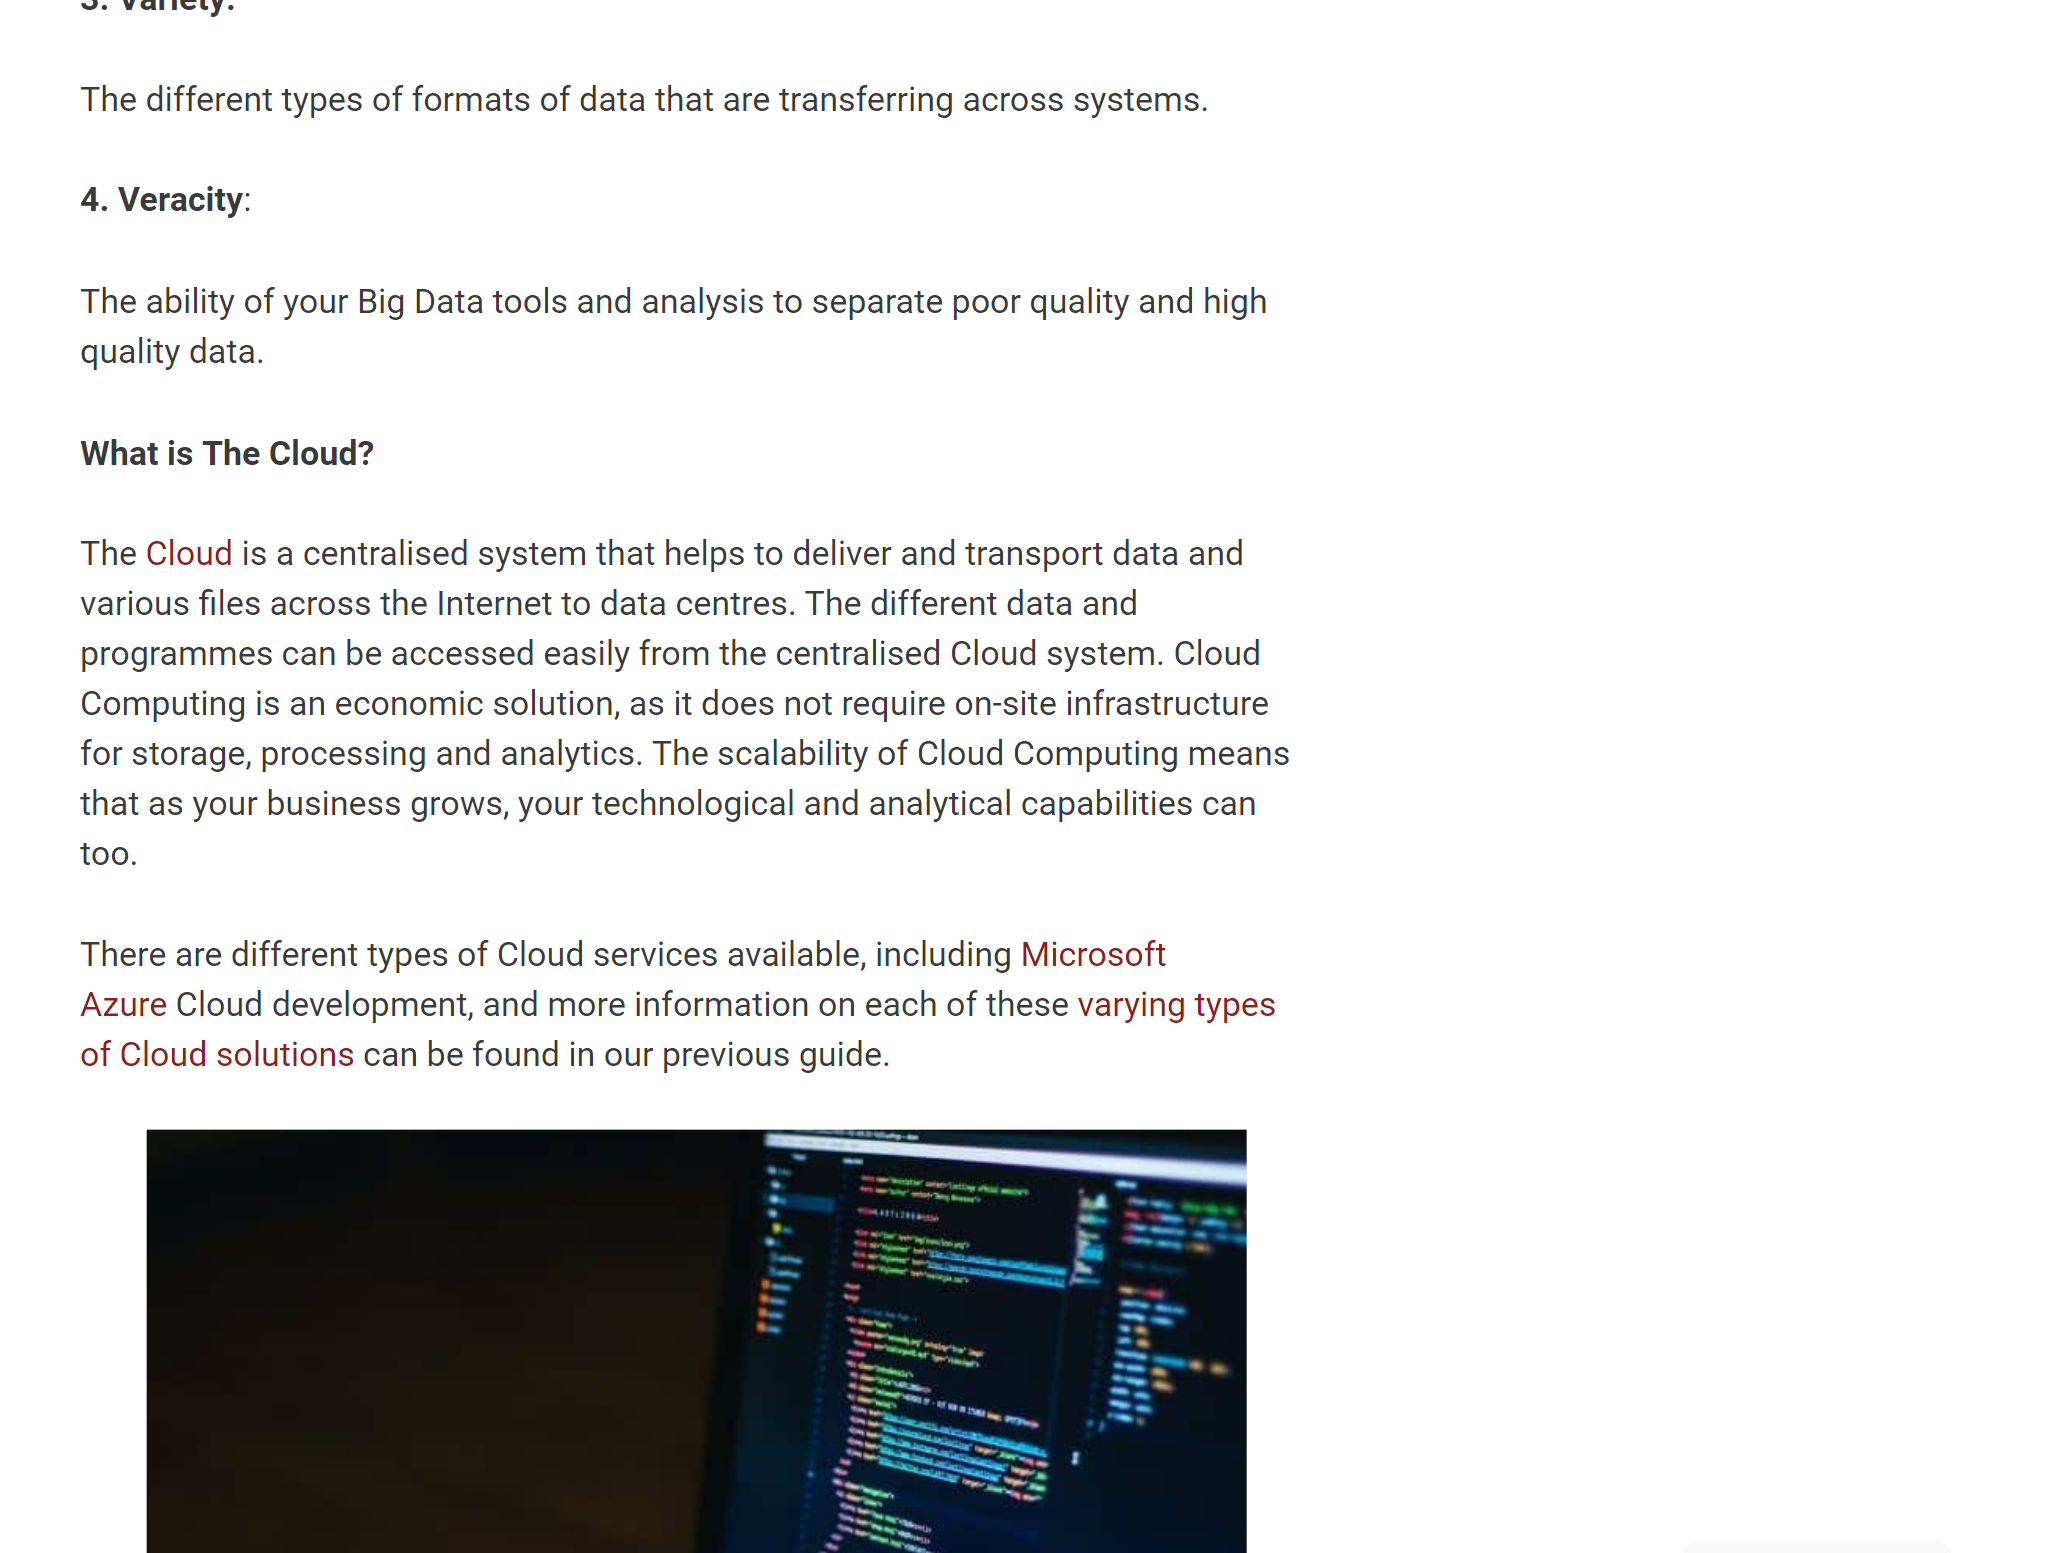 3. Variety:
The different types of formats of data that are transferring across systems.
4. Veracity:
The ability of your Big Data tools and analysis to separate poor quality and high
quality data.
What is The Cloud?
The Cloud is a centralised system that helps to deliver and transport data and
various files across the Internet to data centres. The different data and
programmes can be accessed easily from the centralised Cloud system. Cloud
Computing is an economic solution, as it does not require on-site infrastructure
for storage, processing and analytics. The scalability of Cloud Computing means
that as your business grows, your technological and analytical capabilities can
too.
There are different types of Cloud services available, including Microsoft
Azure Cloud development, and more information on each of these varying types
of Cloud solutions can be found in our previous guide.